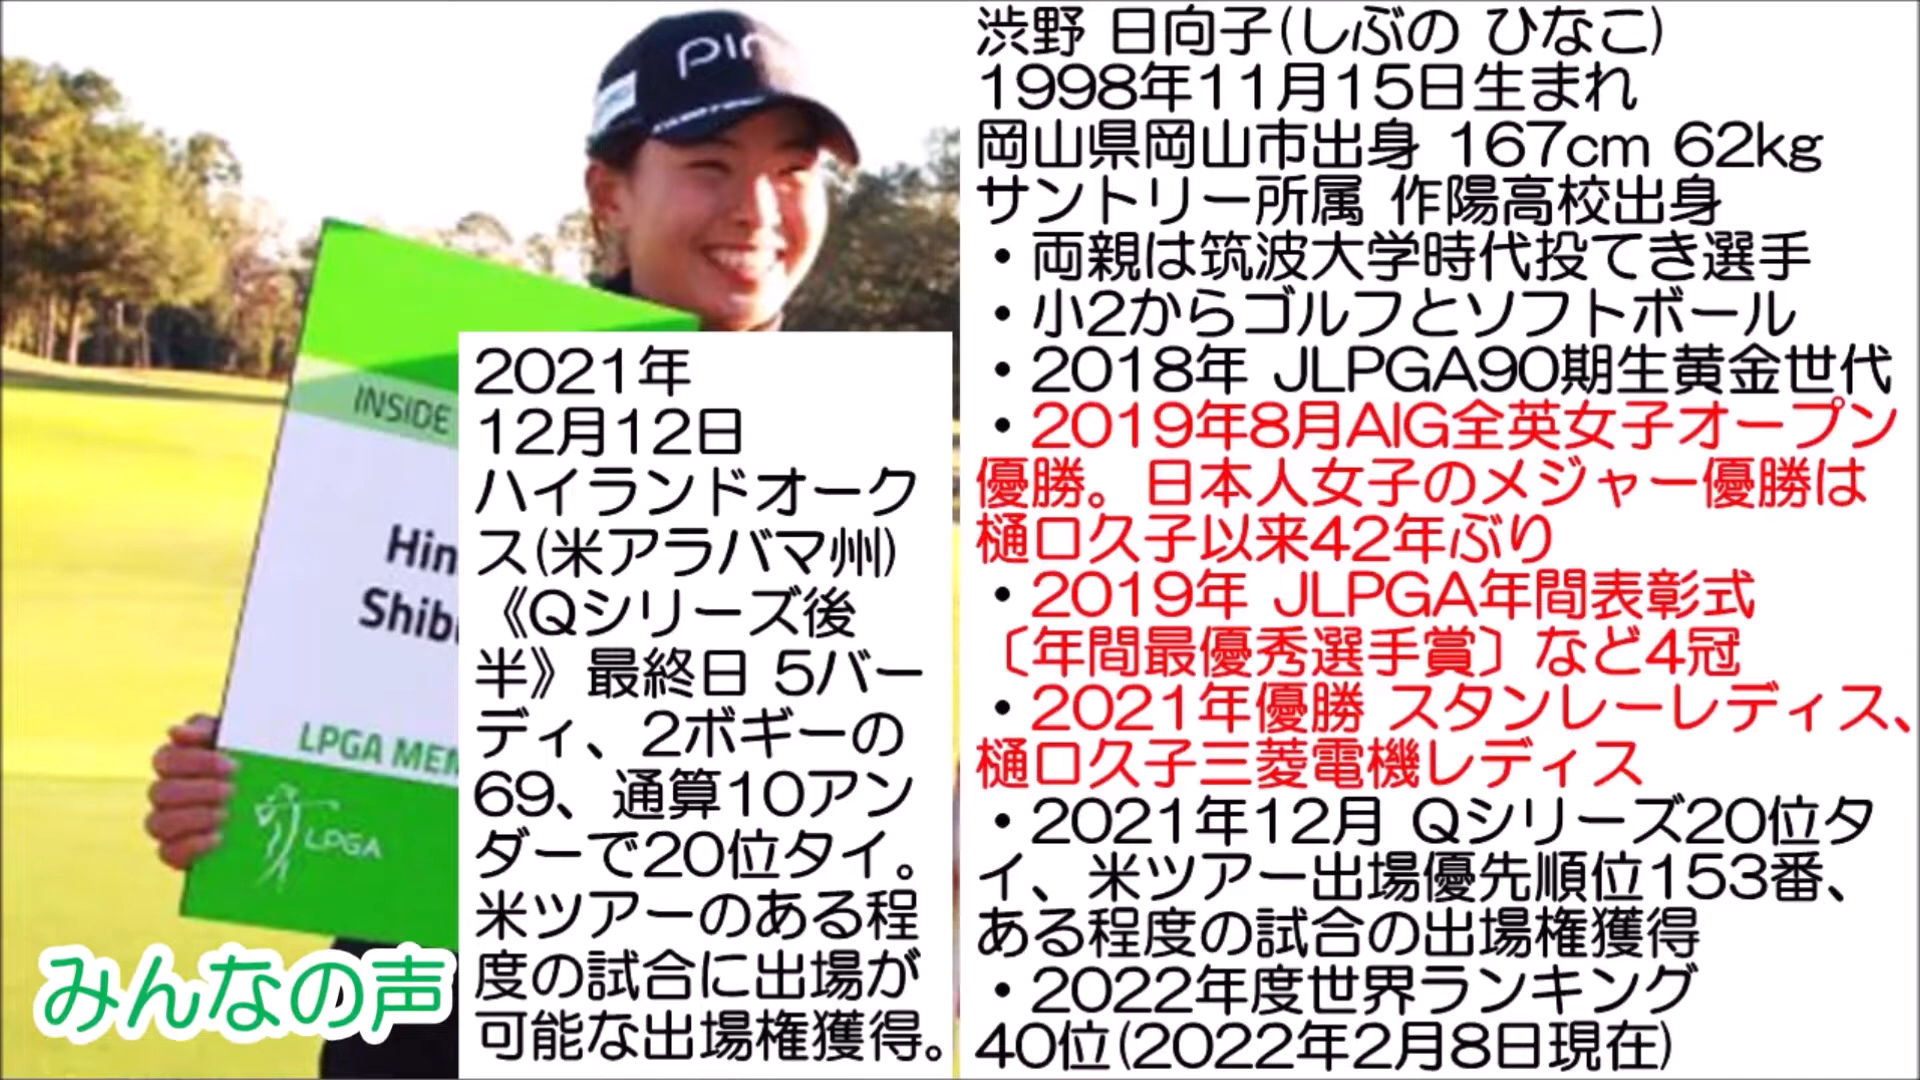 渋野 日向子(しぶの ひなこ)
1998年11月15日生まれ
岡山県岡山市出身 167cm 62kg
サントリー所属 作陽高校出身
・両親は筑波大学時代投てき選手
・小2からゴルフとソフトボール
・2018年 JLPGA90期生黄金世代
・2019年8月AIG全英女子オープン
優勝。日本人女子のメジャー優勝は
樋口久子以来42年ぶり
・2019年 JLPGA年間表彰式
〔年間最優秀選手賞〕など4冠
・2021年優勝 スタンレーレディス、
樋口久子三菱電機レディス
・2021年12月 Qシリーズ20位タ
イ、米ツアー出場優先順位153番、
ある程度の試合の出場権獲得
・2022年度世界ランキング
40位(2022年2月8日現在)
2021年
12月12日
ハイランドオーク
ス(米アラバマ州)
《Qシリーズ後
半》最終日 5バー
ディ、2ボギーの
69、通算10アン
ダーで20位タイ。
米ツアーのある程
度の試合に出場が
可能な出場権獲得。
PIN
INSIDE
Hin
Shib
LPGA MEM
LPGA
みんなの声